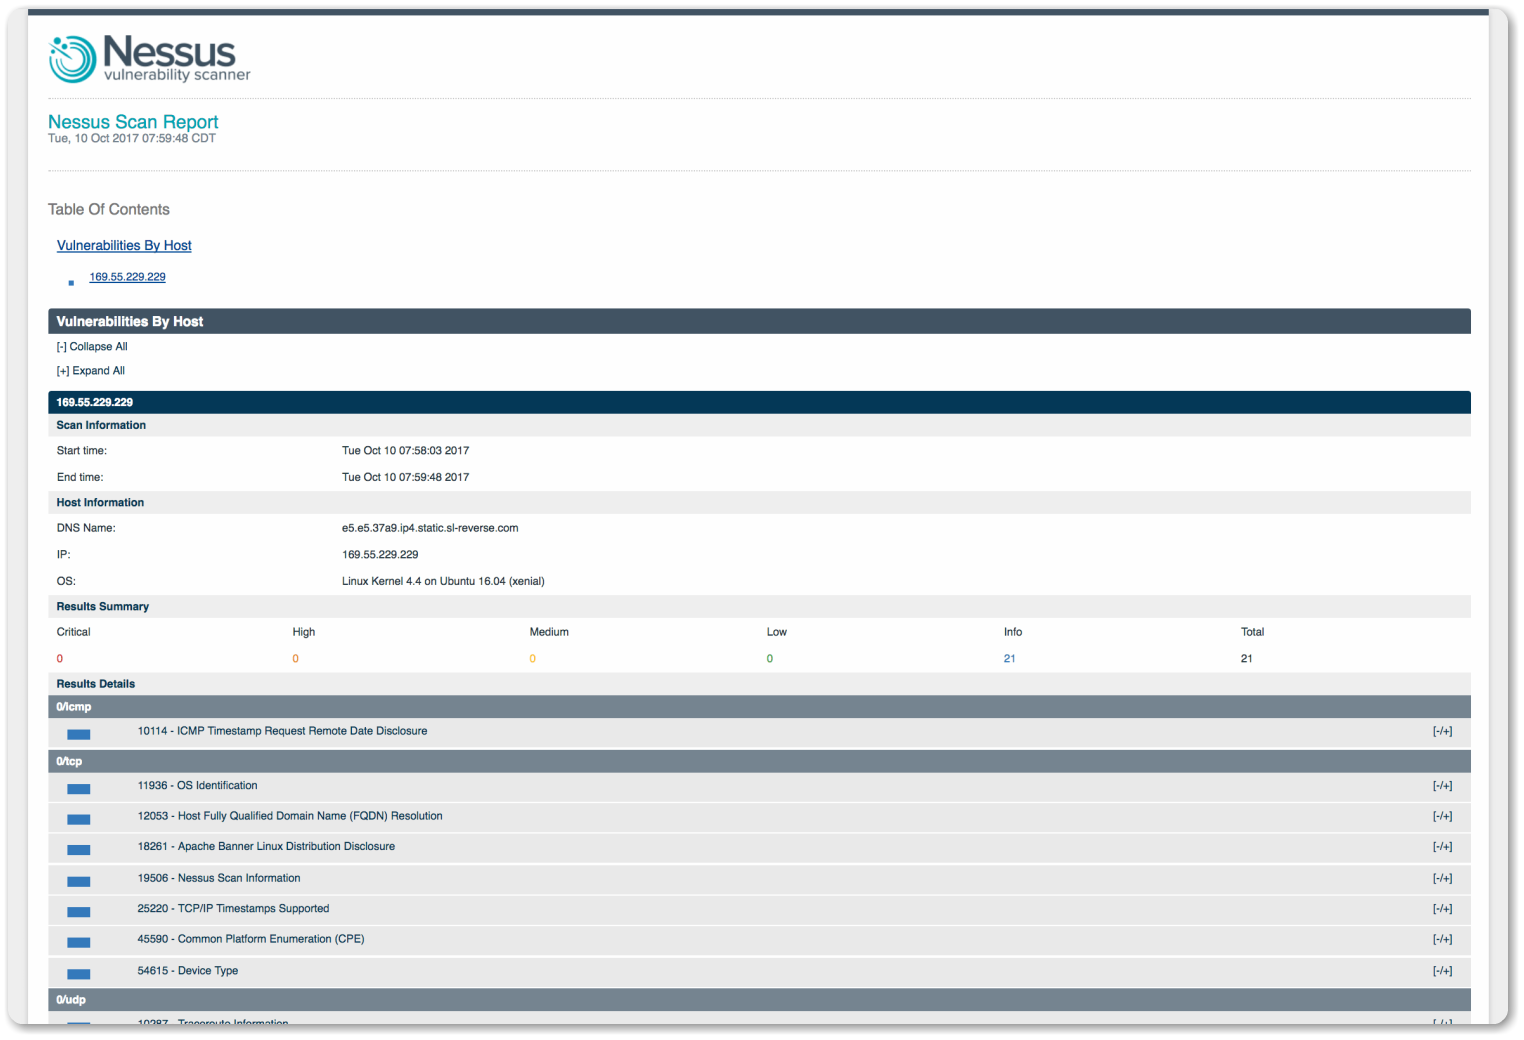 Nessus
vulnerability scanner
Nessus Scan Report
Tue, 10 Oct 2017 07:59:48 CDT
Table Of Contents
Vulnerabilities By Host
169.55.229.229
Vulnerabilities By Host
[-] Collapse All
[+] Expand All
169.55.229.229
Scan Information
Start time: Tue Oct 10 07:58:03 2017
End time: Tue Oct 10 07:59:48 2017
Host Information
DNS Name: e5.e5.37a9.ip4.static.sl-reverse.com
IP: 169.55.229.229
OS: Linux Kernel 4.4 on Ubuntu 16.04 (xenial)
Results Summary
Critical High Medium Low Info Total
0 0 0 0 21 21
Results Details
0/icmp
10114 - ICMP Timestamp Request Remote Date Disclosure [-/+]
0/tcp
11936 - OS Identification [-/+]
12053 - Host Fully Qualified Domain Name (FQDN) Resolution [-/+]
18261 - Apache Banner Linux Distribution Disclosure [-/+]
19506 - Nessus Scan Information [-/+]
25220 - TCP/IP Timestamps Supported [-/+]
45590 - Common Platform Enumeration (CPE) [-/+]
54615 - Device Type [-/+]
0/udp
10287 - Traceroute Information [-/+]